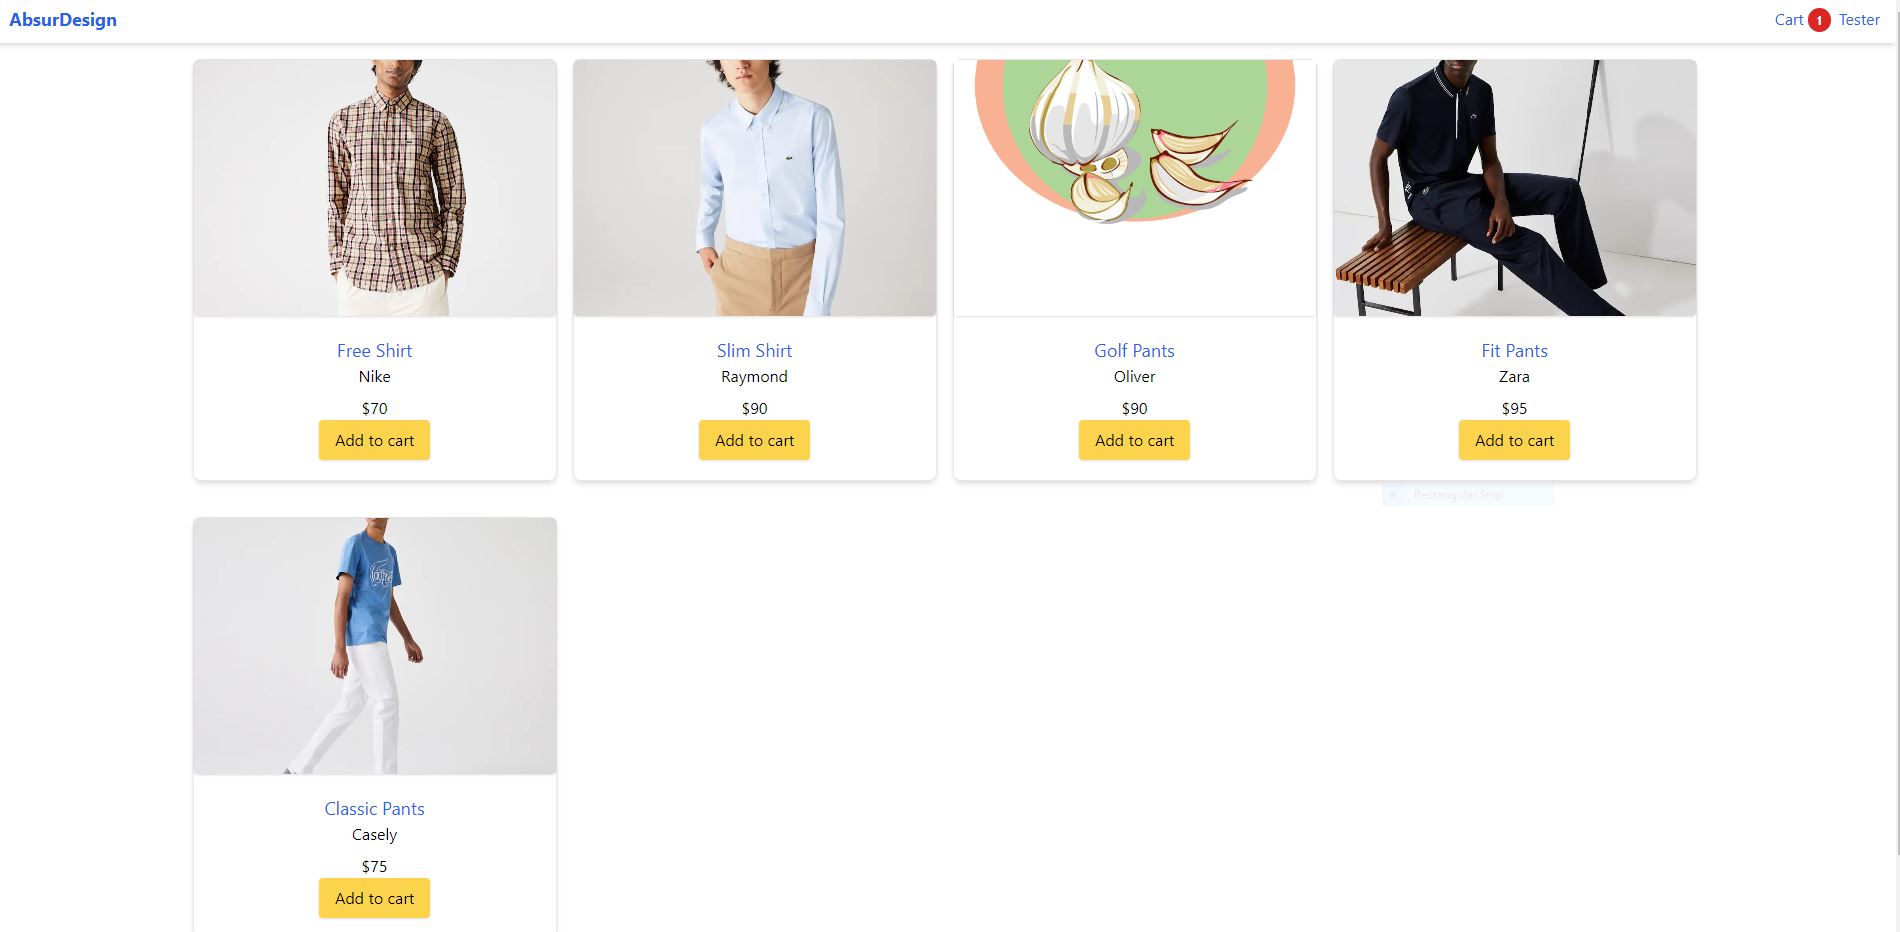 AbsurDesign
Cart 1 Tester
Free Shirt
Nike
$70
Add to cart
Slim Shirt
Raymond
$90
Add to cart
Golf Pants
Oliver
$90
Add to cart
Fit Pants
Zara
$95
Add to cart
Rectangular Snip
Classic Pants
Casely
$75
Add to cart